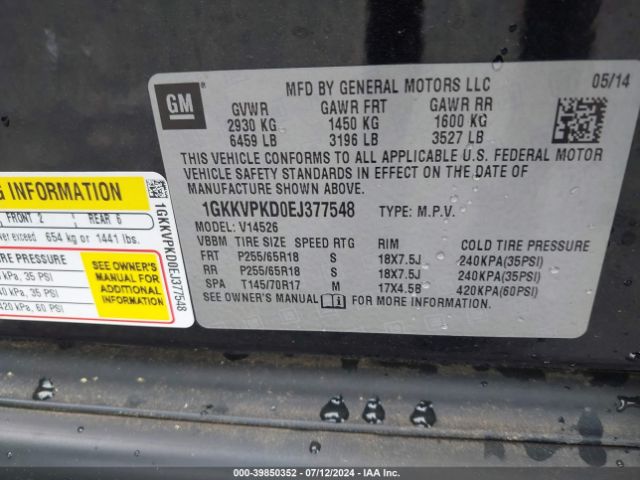 GM
MFD BY GENERAL MOTORS LLC
05/14
GVWR GAWR FRT GAWR RR
2930 KG 1450 KG 1600 KG
6459 LB 3196 LB 3527 LB
THIS VEHICLE CONFORMS TO ALL APPLICABLE U.S. FEDERAL MOTOR
VEHICLE SAFETY STANDARDS IN EFFECT ON THE DATE OF
MANUFACTURE SHOWN ABOVE.
1GKKVPKD0EJ377548 TYPE: M.P.V.
MODEL: V14526
VBBM TIRE SIZE SPEED RTG RIM COLD TIRE PRESSURE
FRT P255/65R18 S 18X7.5J 240KPA(35PSI)
RR P255/65R18 S 18X7.5J 240KPA(35PSI)
SPA T145/70R17 M 17X4.5B 420KPA(60PSI)
SEE OWNER'S MANUAL FOR MORE INFORMATION.
INFORMATION
FRONT 2 REAR 6
exceed 654 kg or 1441 lbs.
TIRE PRESSURE
kPa, 35 PSI
kPa, 35 PSI
420 kPa, 60 PSI
SEE OWNER'S
MANUAL FOR
ADDITIONAL
INFORMATION
1GKKVPKD0EJ377548
000-39850352 / 07/12/2024 - IAA Inc.